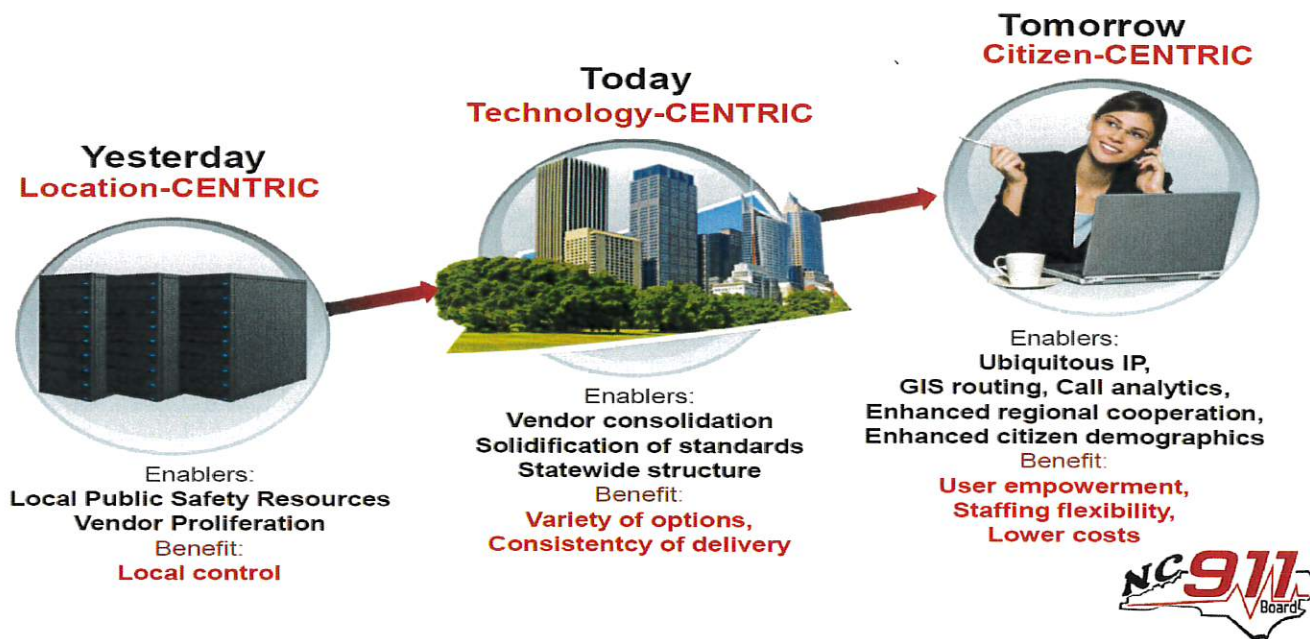 Yesterday
Location-CENTRIC
Enablers:
Local Public Safety Resources
Vendor Proliferation
Benefit:
Local control
Today
Technology-CENTRIC
Enablers:
Vendor consolidation
Solidification of standards
Statewide structure
Benefit:
Variety of options,
Consistentcy of delivery
Tomorrow
Citizen-CENTRIC
Enablers:
Ubiquitous IP,
GIS routing, Call analytics,
Enhanced regional cooperation,
Enhanced citizen demographics
Benefit:
User empowerment,
Staffing flexibility,
Lower costs
NC 911
Board